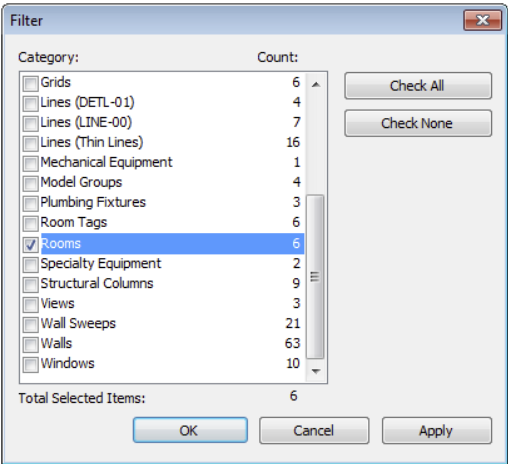 Filter
Category: Count:
Grids 6
Lines (DETL-01) 4
Lines (LINE-00) 7
Lines (Thin Lines) 16
Mechanical Equipment 1
Model Groups 4
Plumbing Fixtures 3
Room Tags 6
Rooms 6
Specialty Equipment 2
Structural Columns 9
Views 3
Wall Sweeps 21
Walls 63
Windows 10
Check All
Check None
Total Selected Items: 6
OK Cancel Apply